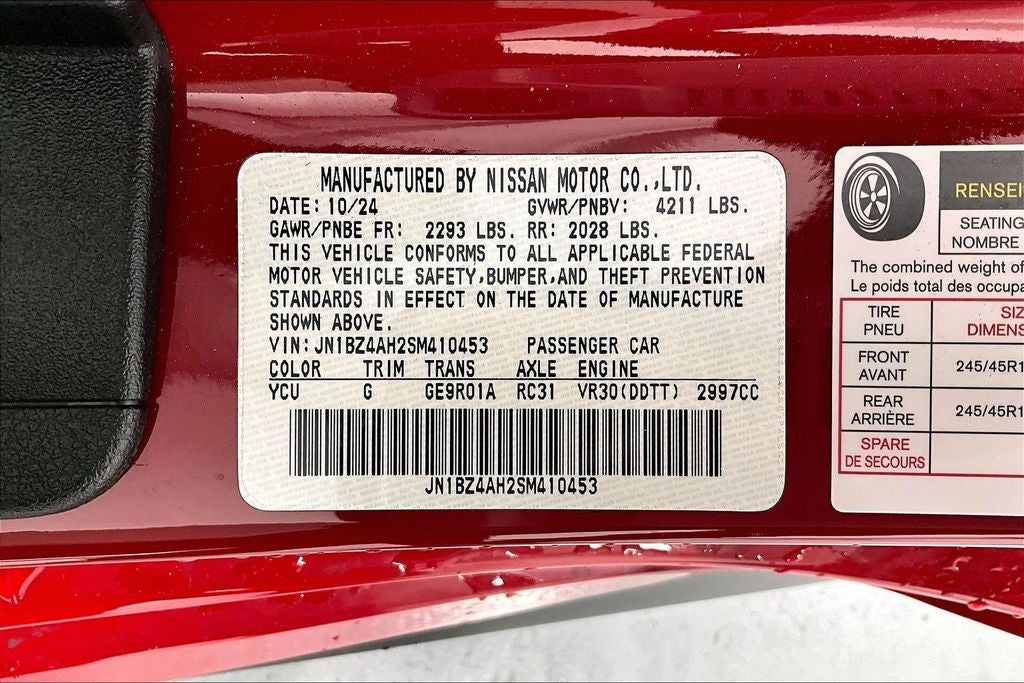 MANUFACTURED BY NISSAN MOTOR CO.,LTD.
DATE: 10/24 GVWR/PNBV: 4211 LBS.
GAWR/PNBE FR: 2293 LBS. RR: 2028 LBS.
THIS VEHICLE CONFORMS TO ALL APPLICABLE FEDERAL
MOTOR VEHICLE SAFETY,BUMPER,AND THEFT PREVENTION
STANDARDS IN EFFECT ON THE DATE OF MANUFACTURE
SHOWN ABOVE.
VIN: JN1BZ4AH2SM410453 PASSENGER CAR
COLOR TRIM TRANS AXLE ENGINE
YCU G GE9R01A RC31 VR30(DDTT) 2997CC
JN1BZ4AH2SM410453
RENSEI
SEATING
NOMBRE
The combined weight of
Le poids total des occupa
TIRE SIZ
PNEU DIMENS
FRONT
AVANT 245/45R1
REAR
ARRIÈRE 245/45R1
SPARE
DE SECOURS